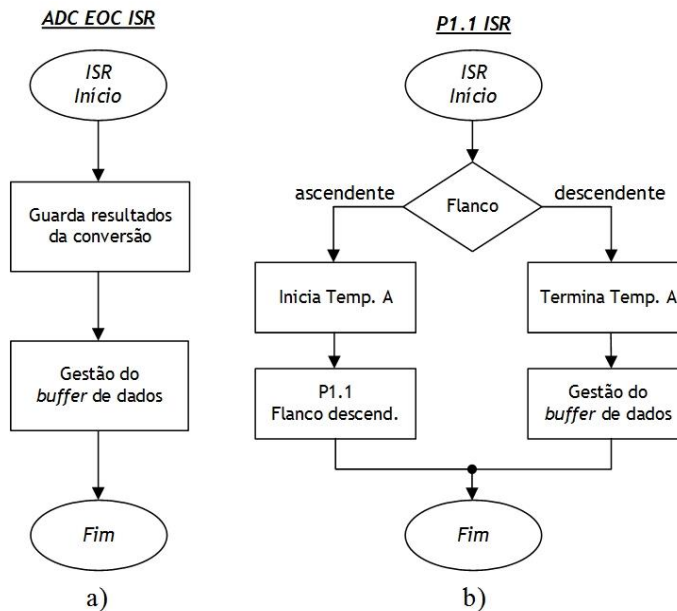 ADC EOC ISR
ISR
Início
Guarda resultados
da conversão
Gestão do
buffer de dados
Fim
a)
P1.1 ISR
ISR
Início
Flanco
ascendente
descendente
Inicia Temp. A
Termina Temp. A
P1.1
Flanco descend.
Gestão do
buffer de dados
Fim
b)